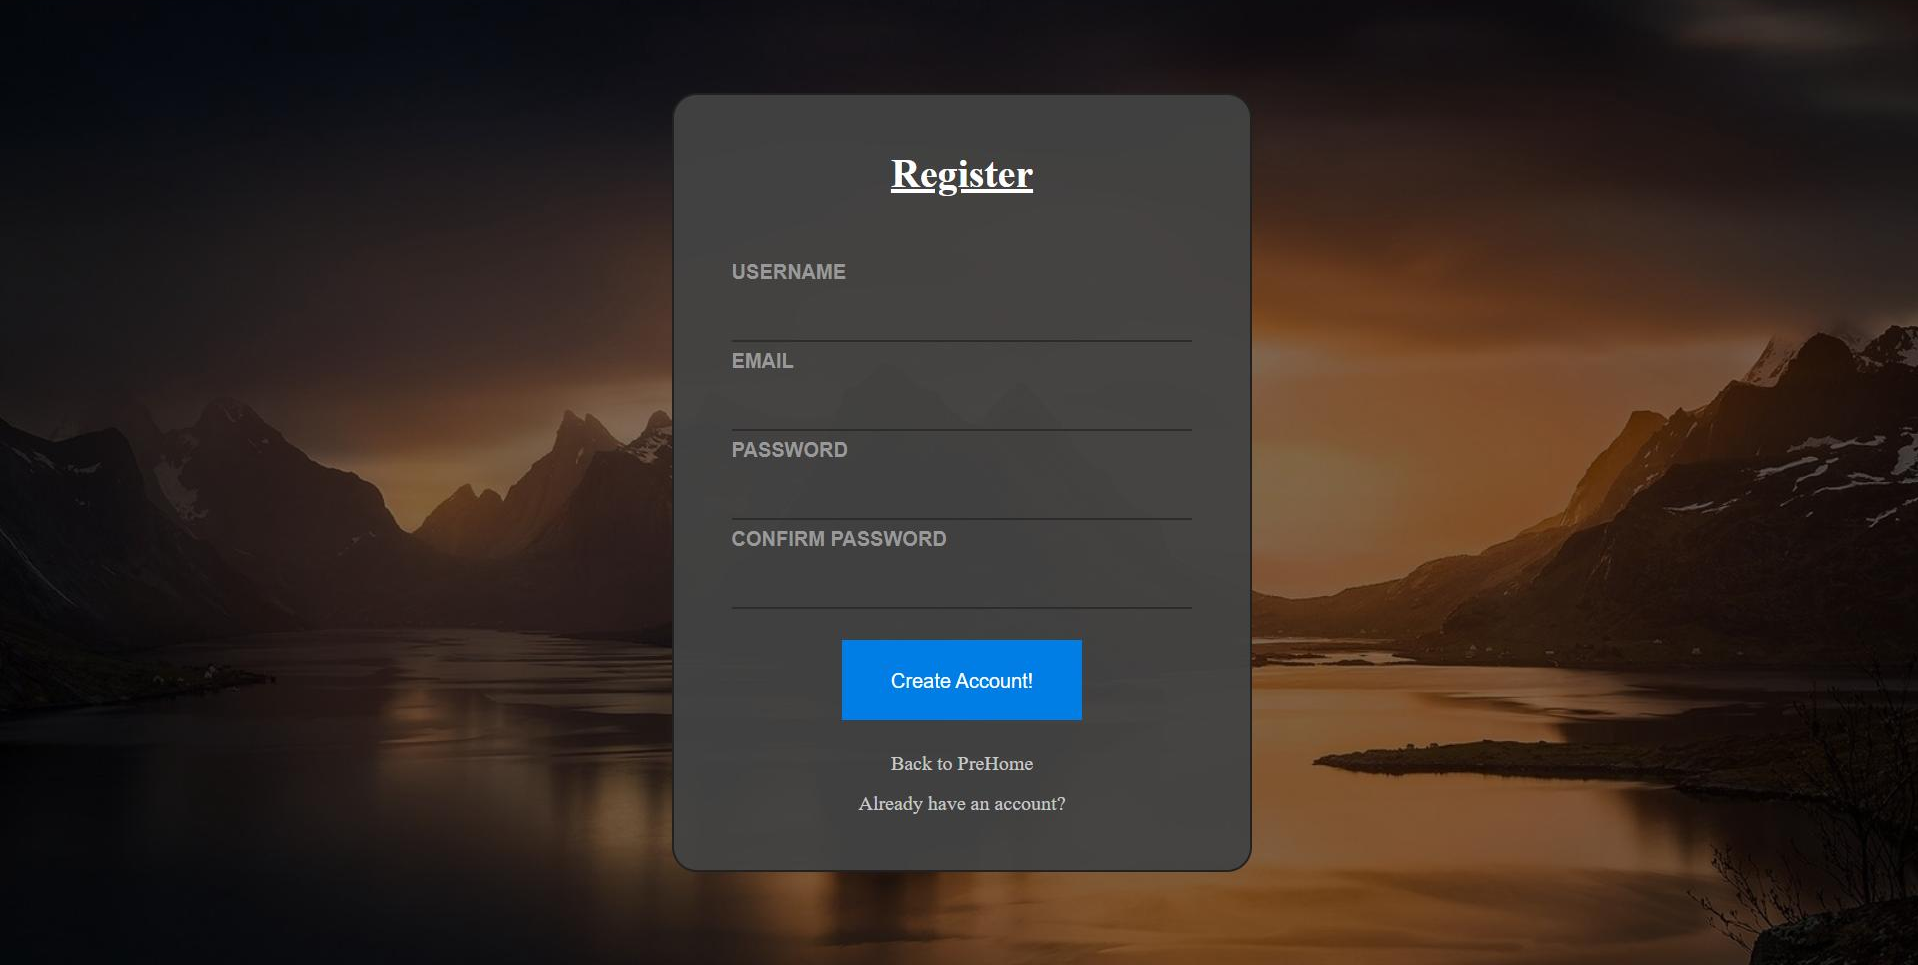 Register
USERNAME
EMAIL
PASSWORD
CONFIRM PASSWORD
Create Account!
Back to PreHome
Already have an account?